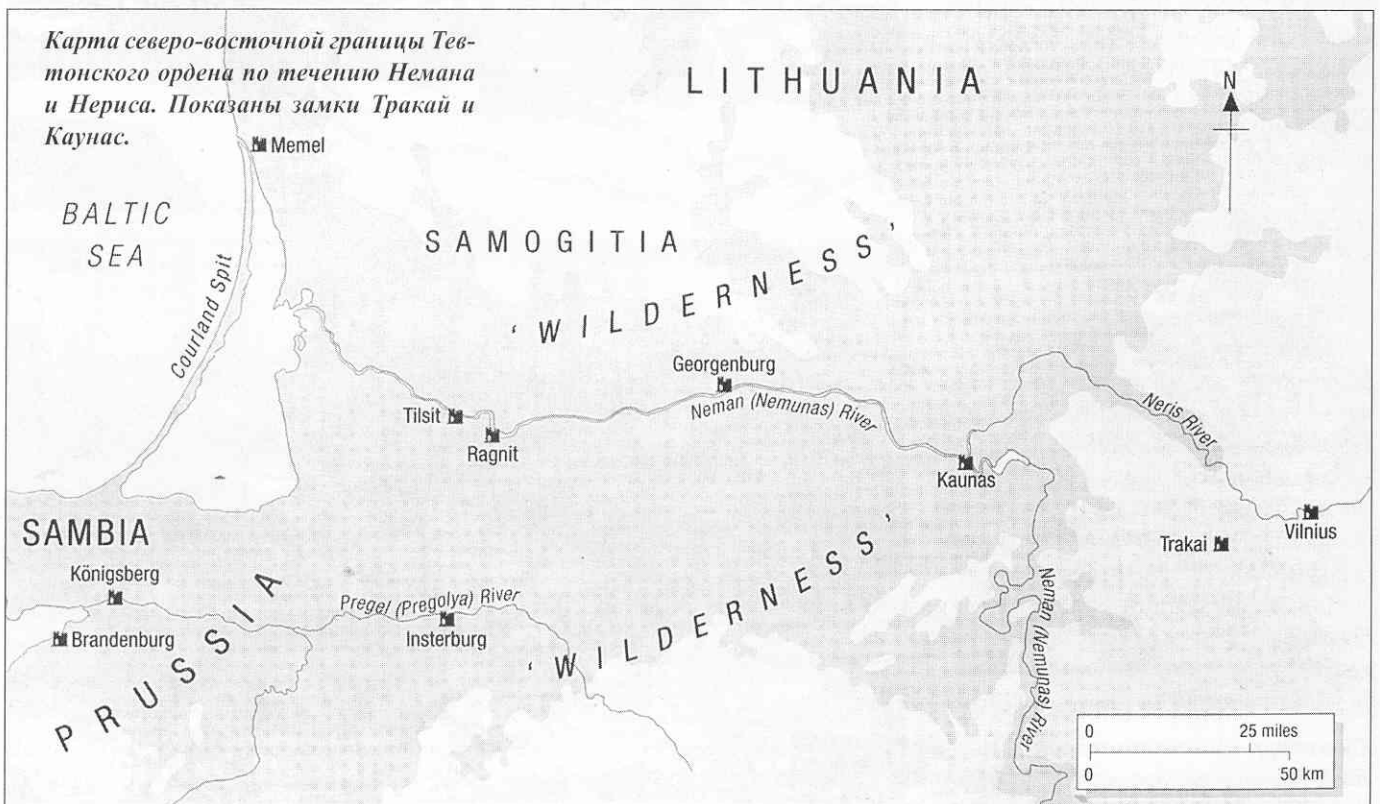 Карта северо-восточной границы Тев-
тонского ордена по течению Немана
и Нериса. Показаны замки Тракай и
Каунас.
LITHUANIA
N
Memel
BALTIC
SEA
Courland Spit
SAMOGITIA
‘WILDERNESS’
Georgenburg
Neman (Nemunas) River
Neris River
Tilsit
Ragnit
Kaunas
Vilnius
Trakai
SAMBIA
Königsberg
Pregel (Pregolya) River
Insterburg
Brandenburg
PRUSSIA
‘WILDERNESS’
Neman (Nemunas) River
0 25 miles
0 50 km